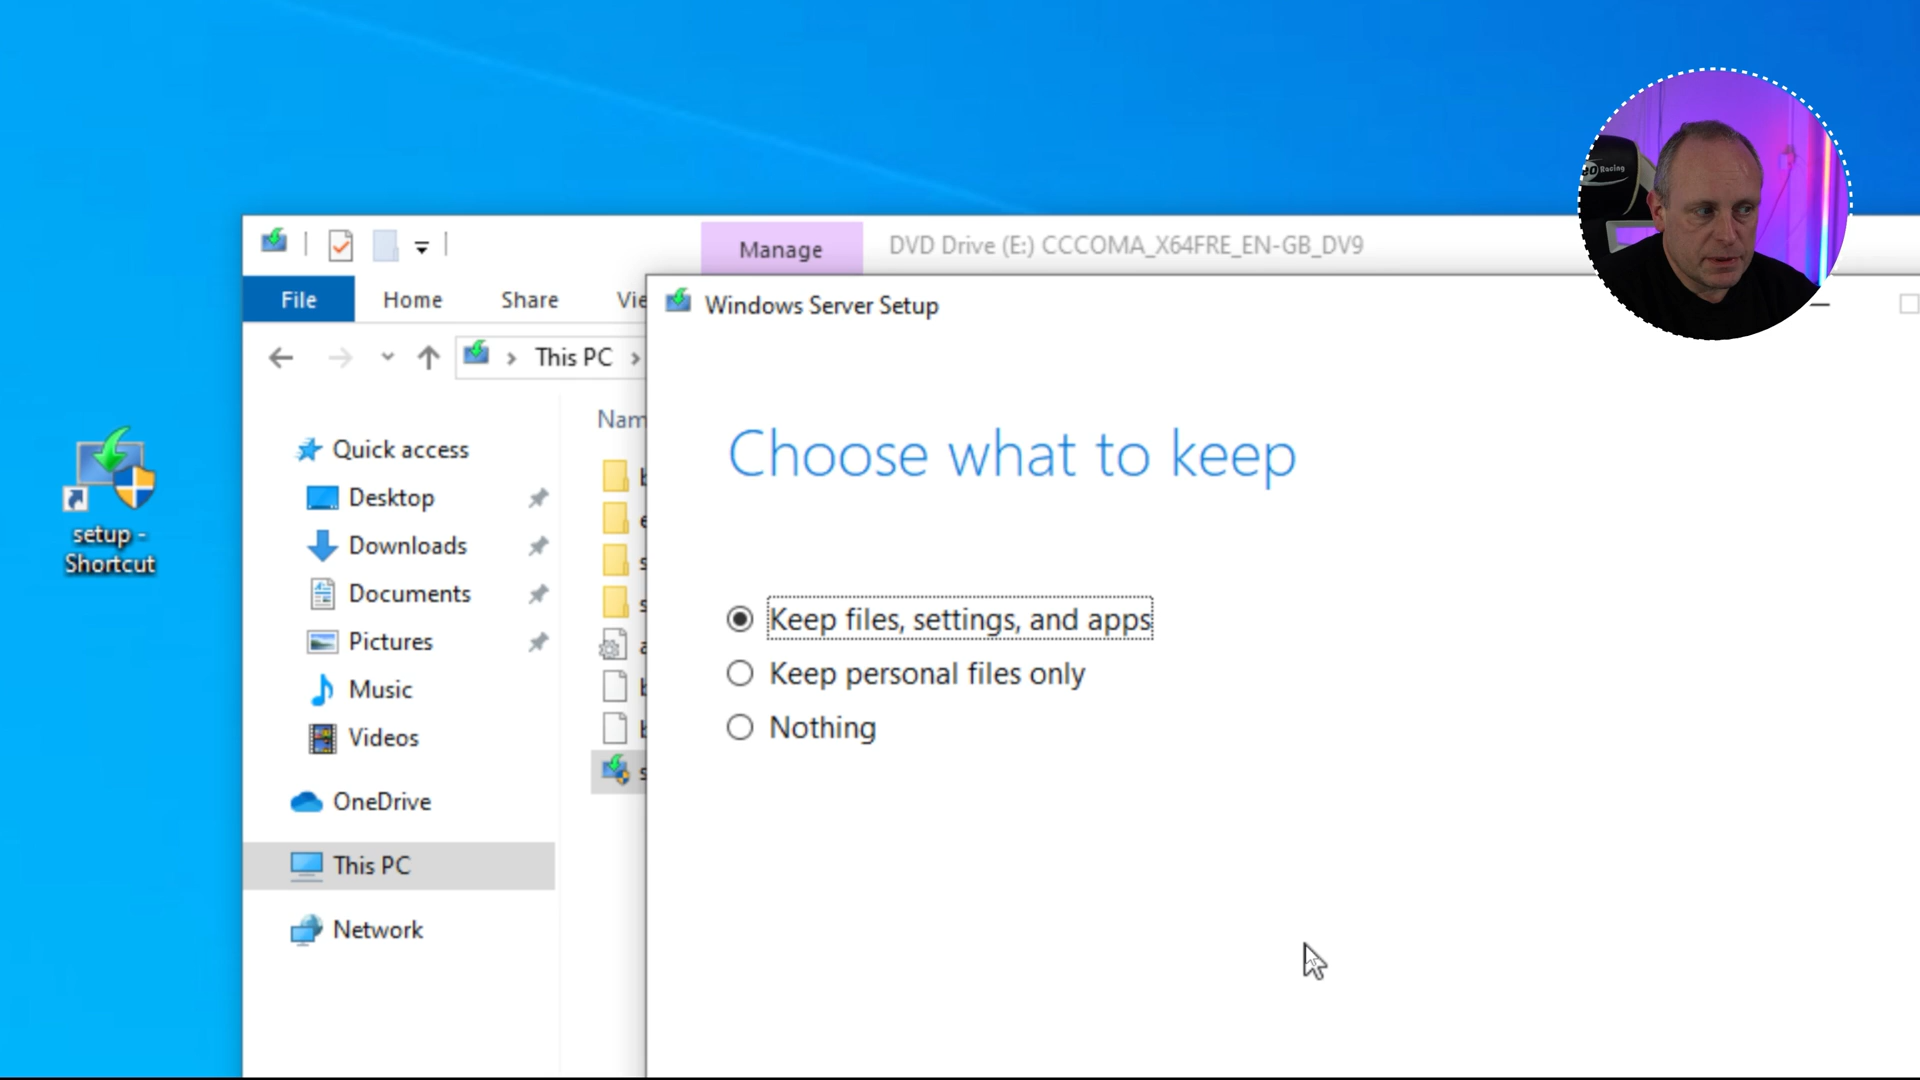 Manage
DVD Drive (E:) CCCOMA_X64FRE_EN-GB_DV9
File
Home
Share
Windows Server Setup
This PC
Choose what to keep
Quick access
Desktop
Downloads
Documents
Pictures
Music
Videos
OneDrive
This PC
Network
setup -
Shortcut
Keep files, settings, and apps
Keep personal files only
Nothing
Racing